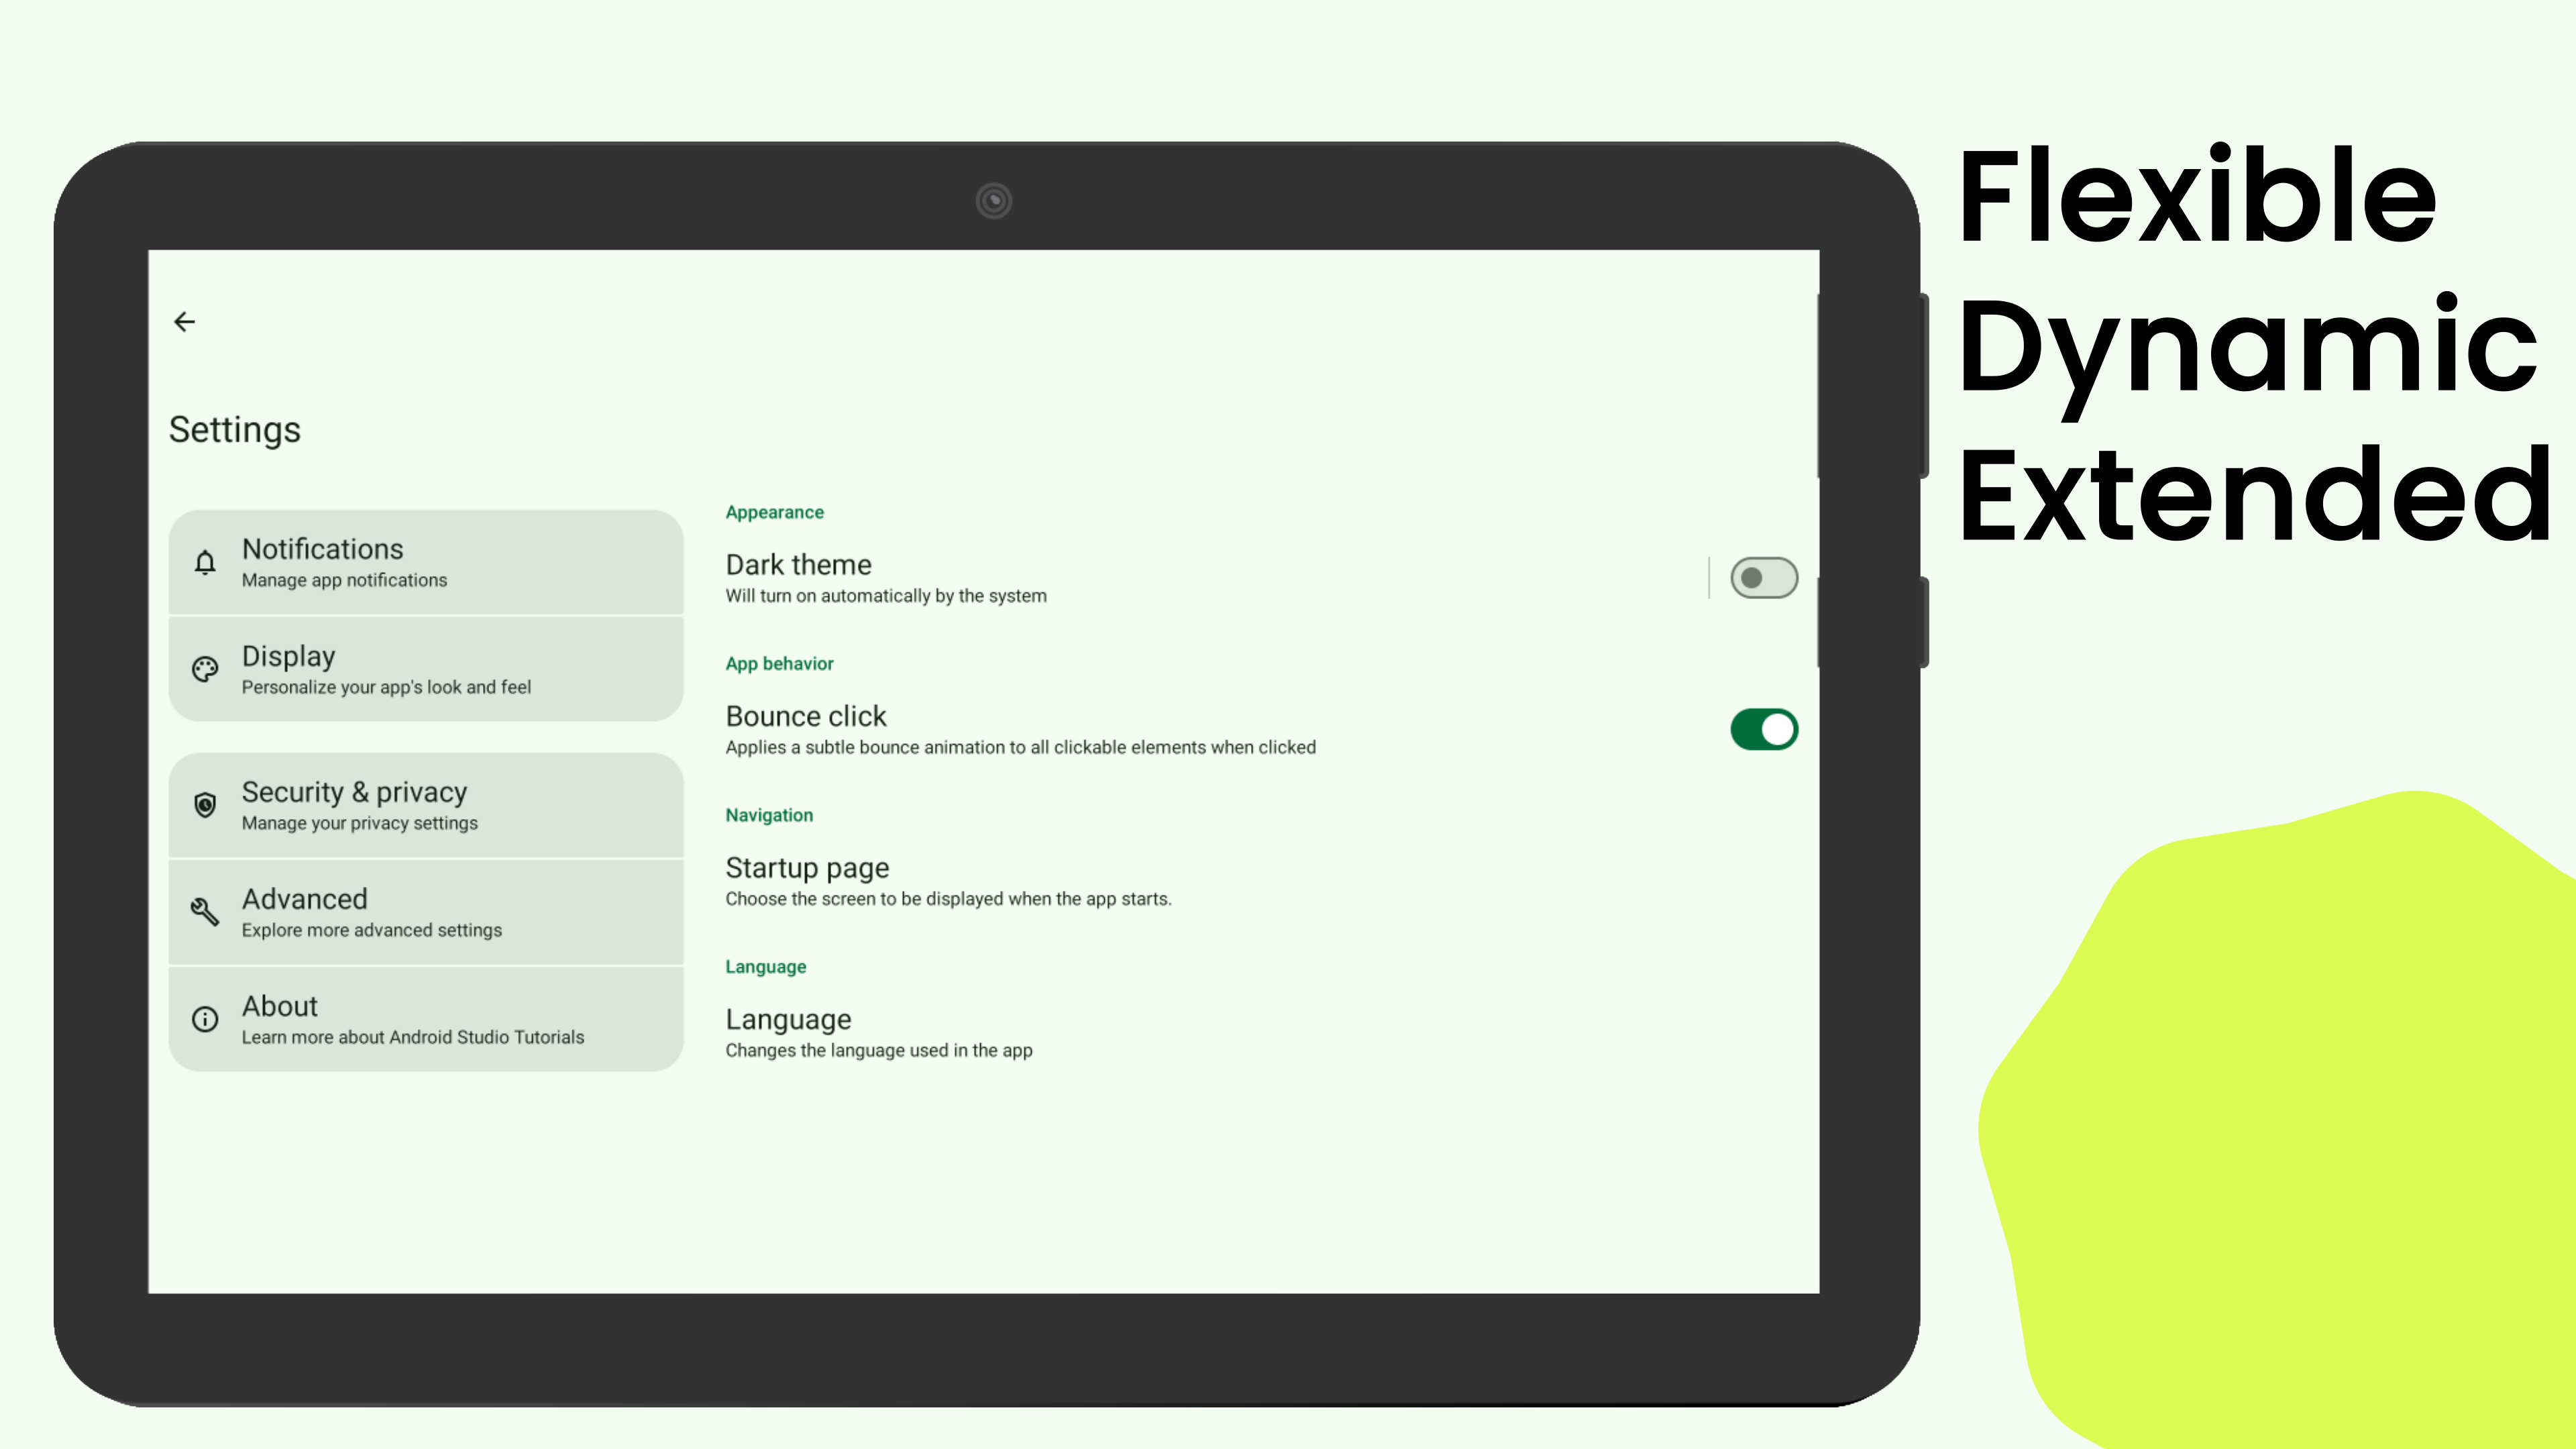 Settings
Notifications
Manage app notifications
Display
Personalize your app's look and feel
Security & privacy
Manage your privacy settings
Advanced
Explore more advanced settings
About
Learn more about Android Studio Tutorials
Appearance
Dark theme
Will turn on automatically by the system
App behavior
Bounce click
Applies a subtle bounce animation to all clickable elements when clicked
Navigation
Startup page
Choose the screen to be displayed when the app starts.
Language
Language
Changes the language used in the app
Flexible
Dynamic
Extended